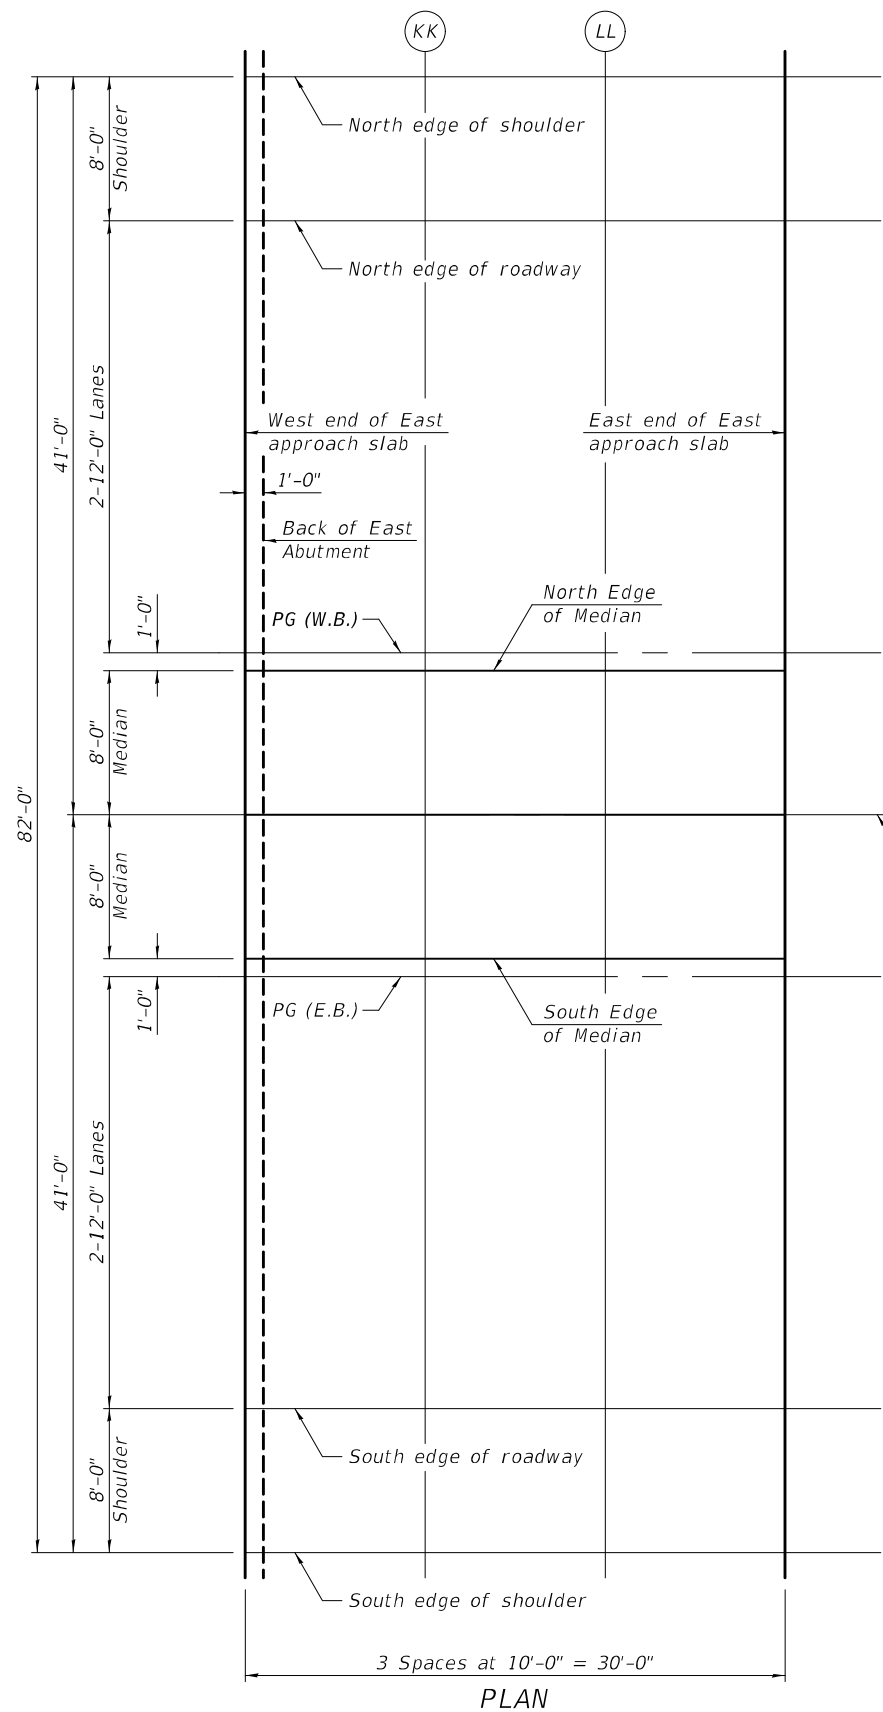 KK
LL
8'-0"
Shoulder
North edge of shoulder
North edge of roadway
2-12'-0" Lanes
41'-0"
West end of East
approach slab
East end of East
approach slab
1'-0"
Back of East
Abutment
1'-0"
PG (W.B.)
North Edge
of Median
8'-0"
Median
82'-0"
8'-0"
Median
1'-0"
PG (E.B.)
South Edge
of Median
41'-0"
2-12'-0" Lanes
South edge of roadway
8'-0"
Shoulder
South edge of shoulder
3 Spaces at 10'-0" = 30'-0"
PLAN